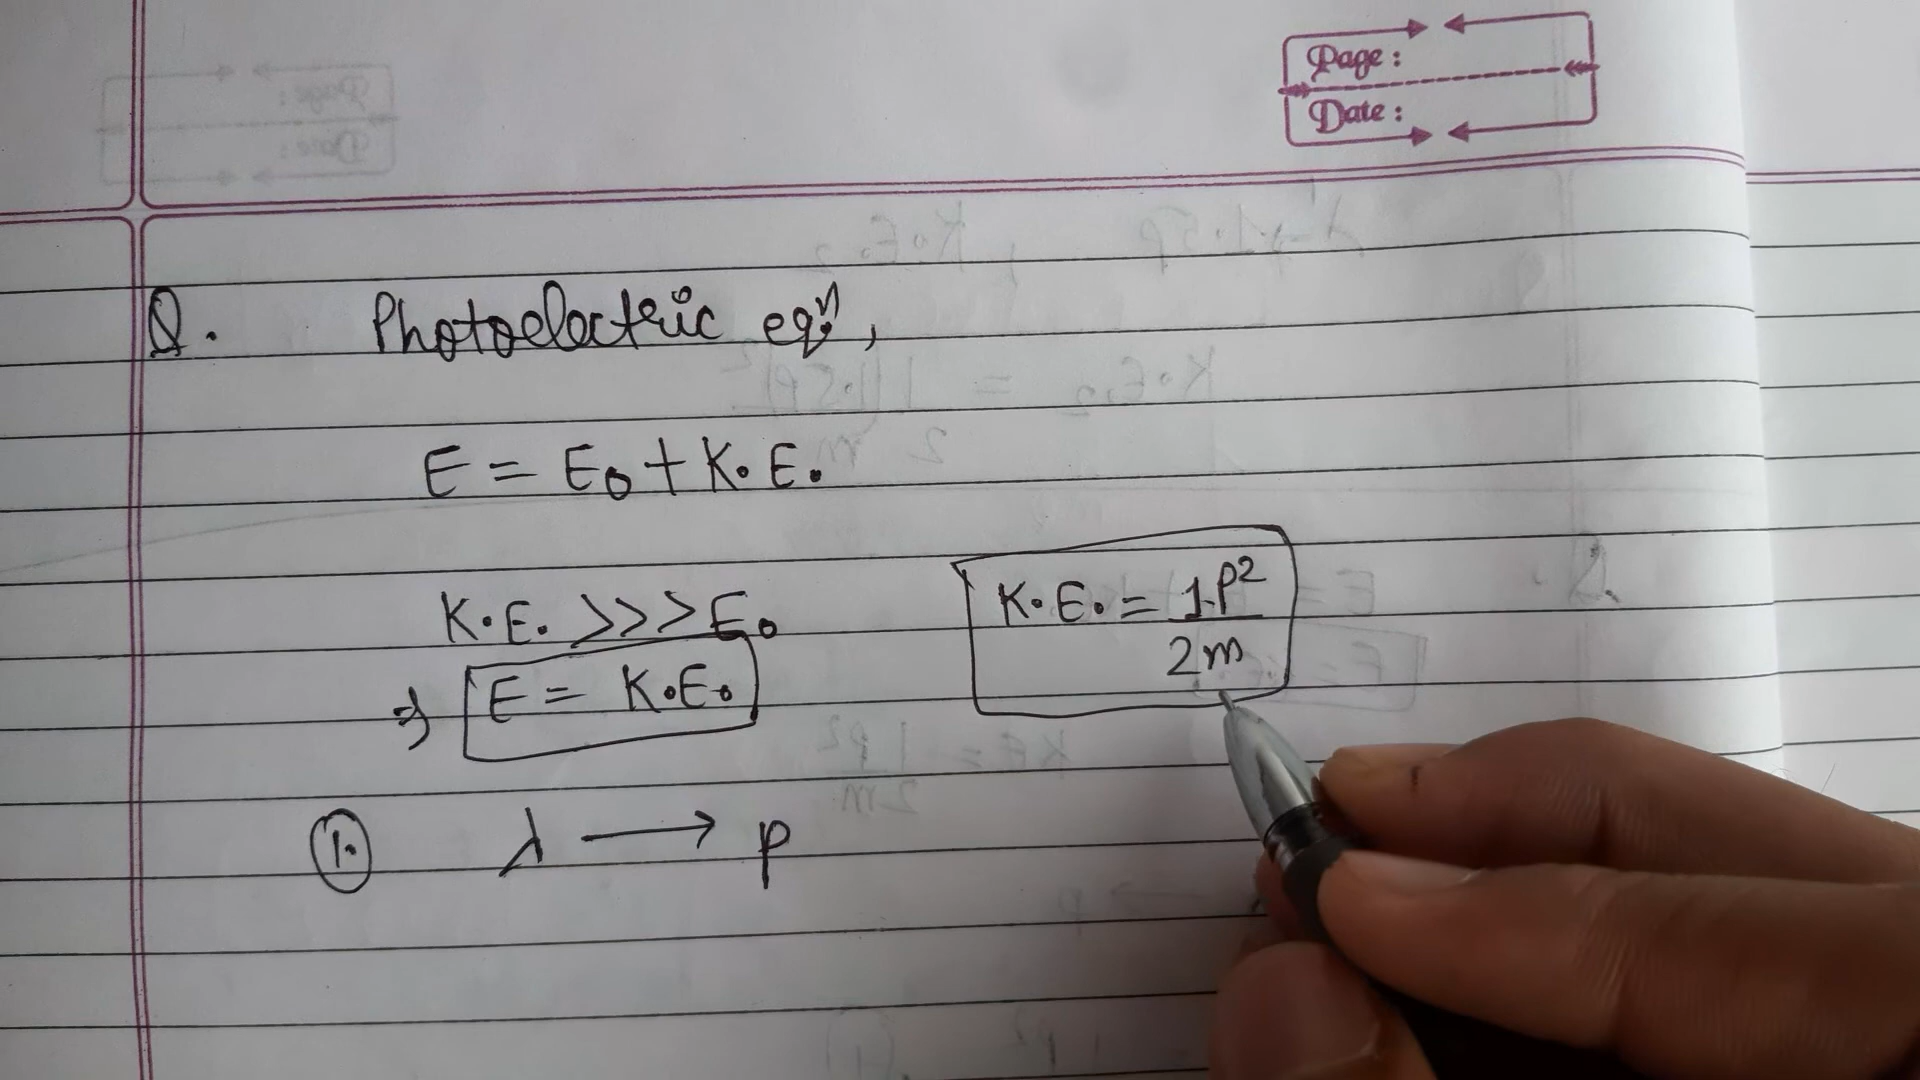 Page :
Date :
Q. Photoelectric eqⁿ,
E = E₀ + K.E.
K.E. >>> E₀
K.E. = 1 P²
2m
⇒ E = K.E.
1. λ → p